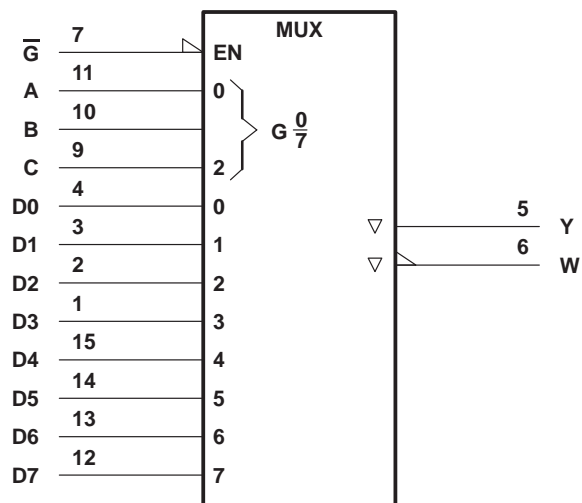 MUX
G̅ 7 EN
A 11 0
B 10
G 0/7
C 9 2
D0 4 0
D1 3 1
D2 2 2
D3 1 3
D4 15 4
D5 14 5
D6 13 6
D7 12 7
5 Y
6 W